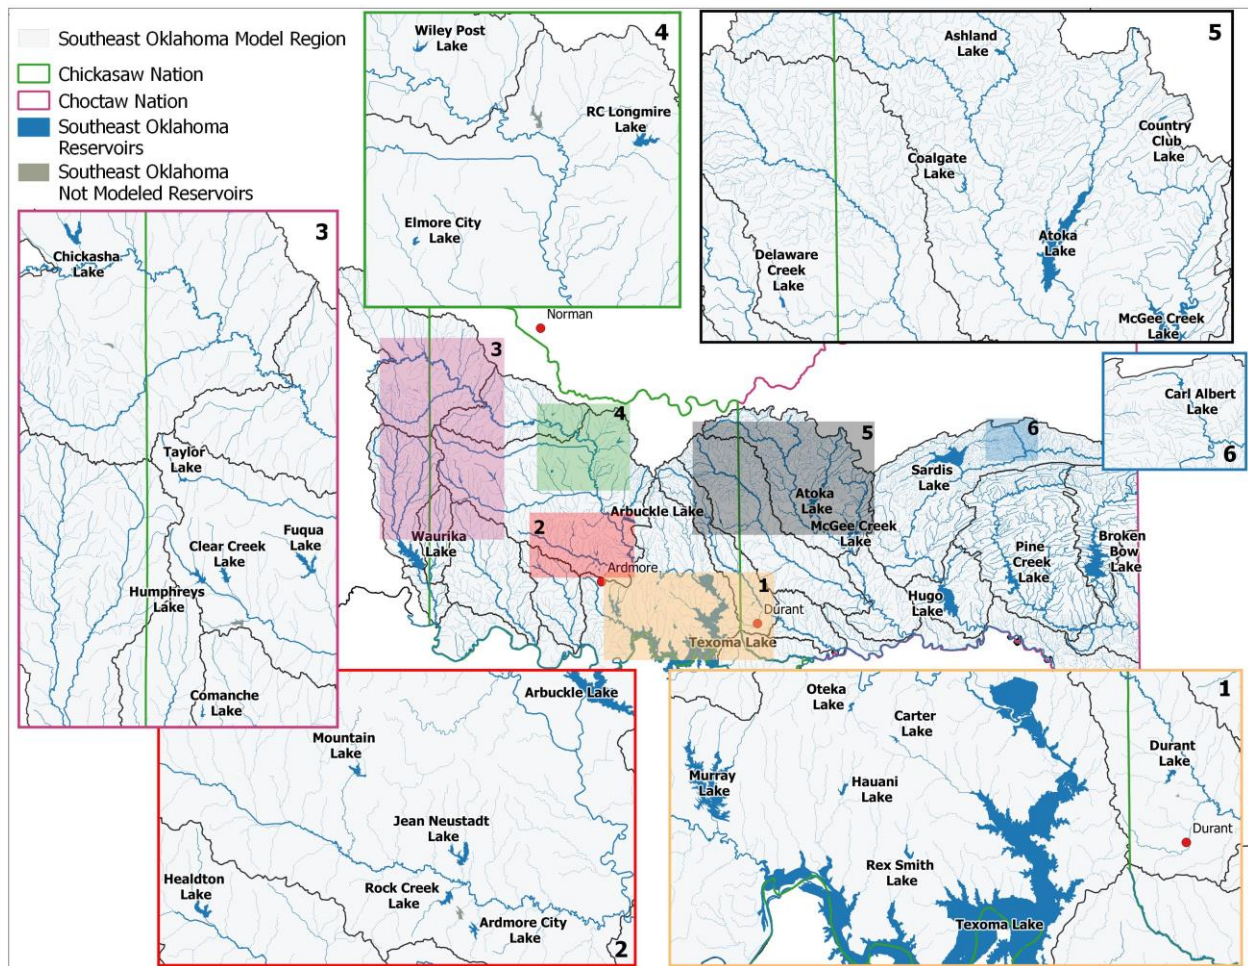 Southeast Oklahoma Model Region
Chickasaw Nation
Choctaw Nation
Southeast Oklahoma
Reservoirs
Southeast Oklahoma
Not Modeled Reservoirs
4
Wiley Post
Lake
RC Longmire
Lake
Elmore City
Lake
5
Ashland
Lake
Country
Club
Lake
Coalgate
Lake
Atoka
Lake
Delaware
Creek
Lake
McGee Creek
Lake
3
Chickasha
Lake
Taylor
Lake
Fuqua
Lake
Clear Creek
Lake
Humphreys
Lake
Comanche
Lake
Norman
3
4
5
6
Sardis
Lake
Atoka
Lake
Arbuckle Lake
McGee Creek
Lake
2
Waurika
Lake
Ardmore
Broken
Bow
Lake
Pine
Creek
Lake
1
Hugo
Lake
Durant
Texoma Lake
Carl Albert
Lake
6
Arbuckle Lake
Mountain
Lake
Jean Neustadt
Lake
Healdton
Lake
Rock Creek
Lake
Ardmore City
Lake
2
1
Oteka
Lake
Carter
Lake
Durant
Lake
Murray
Lake
Hauani
Lake
Durant
Rex Smith
Lake
Texoma Lake